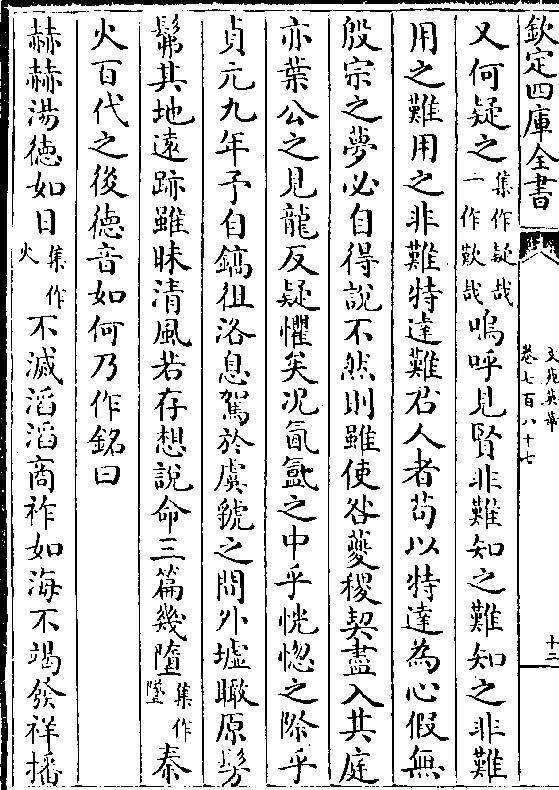 欽定四庫全書
文苑英華
卷七百八十七
十三
又何疑之集作疑哉一作歎哉嗚呼見賢非難知之難知之非難
用之難用之非難特達難君人者苟以特達為心假無
殷宗之夢必自得說不然則雖使咎夔稷契盡入其庭
亦葉公之見龍反疑懼矣况氤氲之中乎恍惚之際乎
貞元九年予自鎬徂洛息駕於虞虢之間外墟瞰原髣
髴其地遠跡雖昧清風若存想說命三篇幾墮集作墜秦
火百代之後德音如何乃作銘曰
赫赫湯德如日集作火不滅滔滔商祚如海不竭發祥播